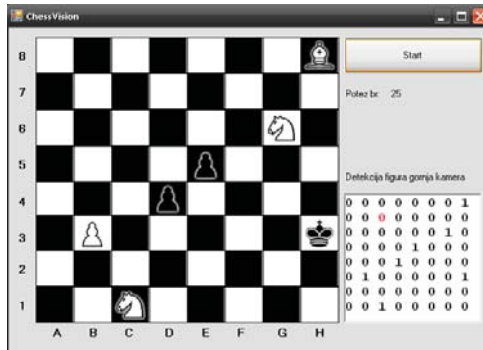 ChessVision
Start
Potez br. 25
Detekcija figura gornja kamera
8
7
6
5
4
3
2
1
A B C D E F G H
0 0 0 0 0 0 0 1
0 0 0 0 0 0 0 0
0 0 0 0 0 0 1 0
0 0 0 0 1 0 0 0
0 0 0 1 0 0 0 0
0 1 0 0 0 0 0 1
0 0 0 0 0 0 0 0
0 0 1 0 0 0 0 0